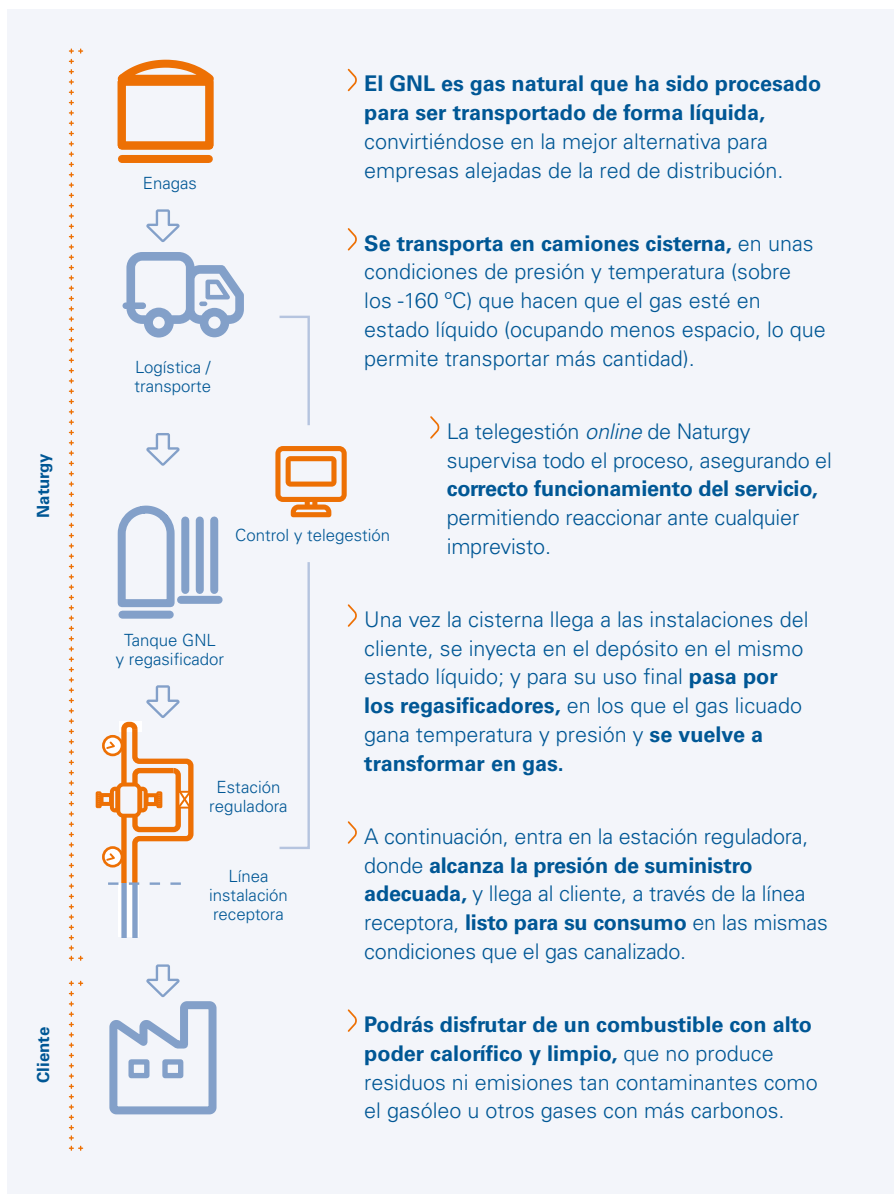 El GNL es gas natural que ha sido procesado
para ser transportado de forma líquida,
convirtiéndose en la mejor alternativa para
empresas alejadas de la red de distribución.
Enagas
Se transporta en camiones cisterna, en unas
condiciones de presión y temperatura (sobre
los -160 ºC) que hacen que el gas esté en
estado líquido (ocupando menos espacio, lo que
permite transportar más cantidad).
Logística /
transporte
La telegestión online de Naturgy
supervisa todo el proceso, asegurando el
correcto funcionamiento del servicio,
permitiendo reaccionar ante cualquier
imprevisto.
Control y telegestión
Naturgy
Tanque GNL
y regasificador
Una vez la cisterna llega a las instalaciones del
cliente, se inyecta en el depósito en el mismo
estado líquido; y para su uso final pasa por
los regasificadores, en los que el gas licuado
gana temperatura y presión y se vuelve a
transformar en gas.
Estación
reguladora
A continuación, entra en la estación reguladora,
donde alcanza la presión de suministro
adecuada, y llega al cliente, a través de la línea
receptora, listo para su consumo en las mismas
condiciones que el gas canalizado.
Línea
instalación
receptora
Cliente
Podrás disfrutar de un combustible con alto
poder calorífico y limpio, que no produce
residuos ni emisiones tan contaminantes como
el gasóleo u otros gases con más carbonos.